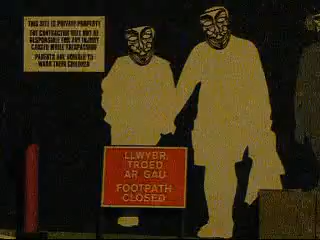 THIS SITE IS PRIVATE PROPERTY
THE CONTRACTOR WILL NOT BE
RESPONSIBLE FOR ANY INJURY
CAUSED WHILE TRESPASSING
PARENTS ARE ADVISED TO
WARN THEIR CHILDREN
LLWYBR
TROED
AR GAU
FOOTPATH
CLOSED